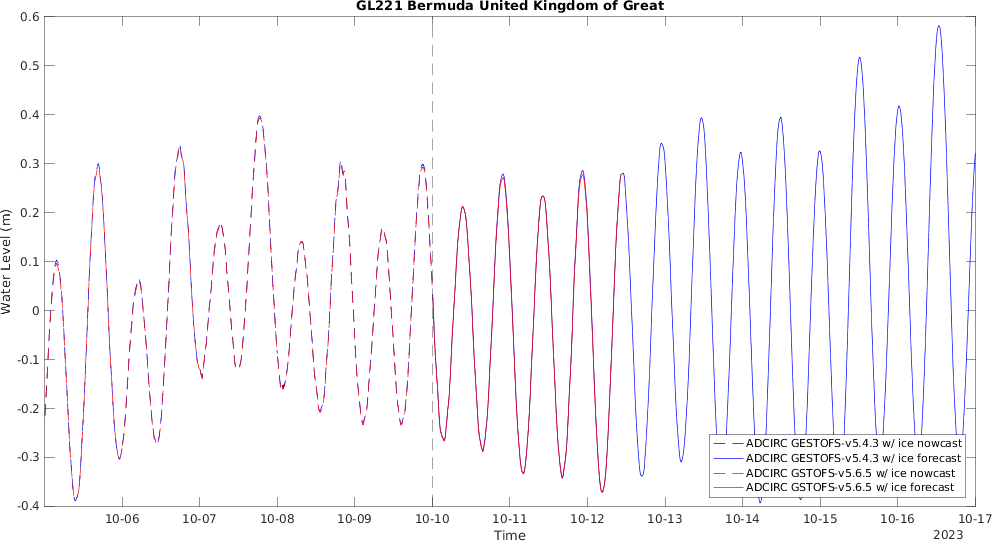 GL221 Bermuda United Kingdom of Great
0.6
0.5
0.4
0.3
0.2
0.1
0
-0.1
-0.2
-0.3
-0.4
Water Level (m)
ADCIRC GESTOFS-v5.4.3 w/ ice nowcast
ADCIRC GESTOFS-v5.4.3 w/ ice forecast
ADCIRC GSTOFS-v5.6.5 w/ ice nowcast
ADCIRC GSTOFS-v5.6.5 w/ ice forecast
10-06 10-07 10-08 10-09 10-10 10-11 10-12 10-13 10-14 10-15 10-16 10-17
Time
2023